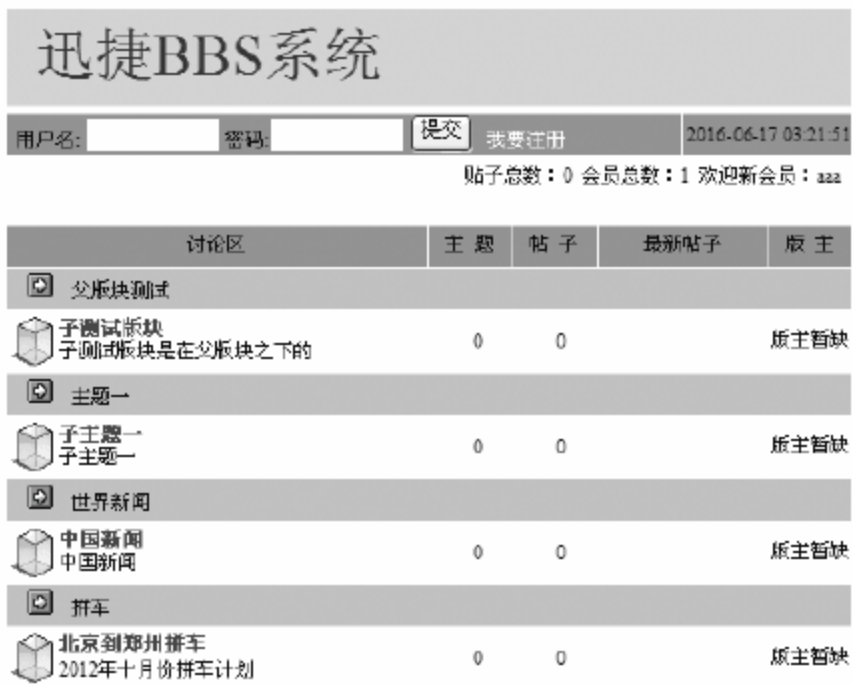 迅捷BBS系统
用户名: 密码: 提交 我要注册 2016-06-17 03:21:51
贴子总数：0 会员总数：1 欢迎新会员：aaa
讨论区 主 题 帖 子 最新帖子 版 主
父版块测试
子测试版块
子测试版块是在父版块之下的 0 0 版主暂缺
主题一
子主题一
子主题一 0 0 版主暂缺
世界新闻
中国新闻
中国新闻 0 0 版主暂缺
拼车
北京到郑州拼车
2012年十月份拼车计划 0 0 版主暂缺